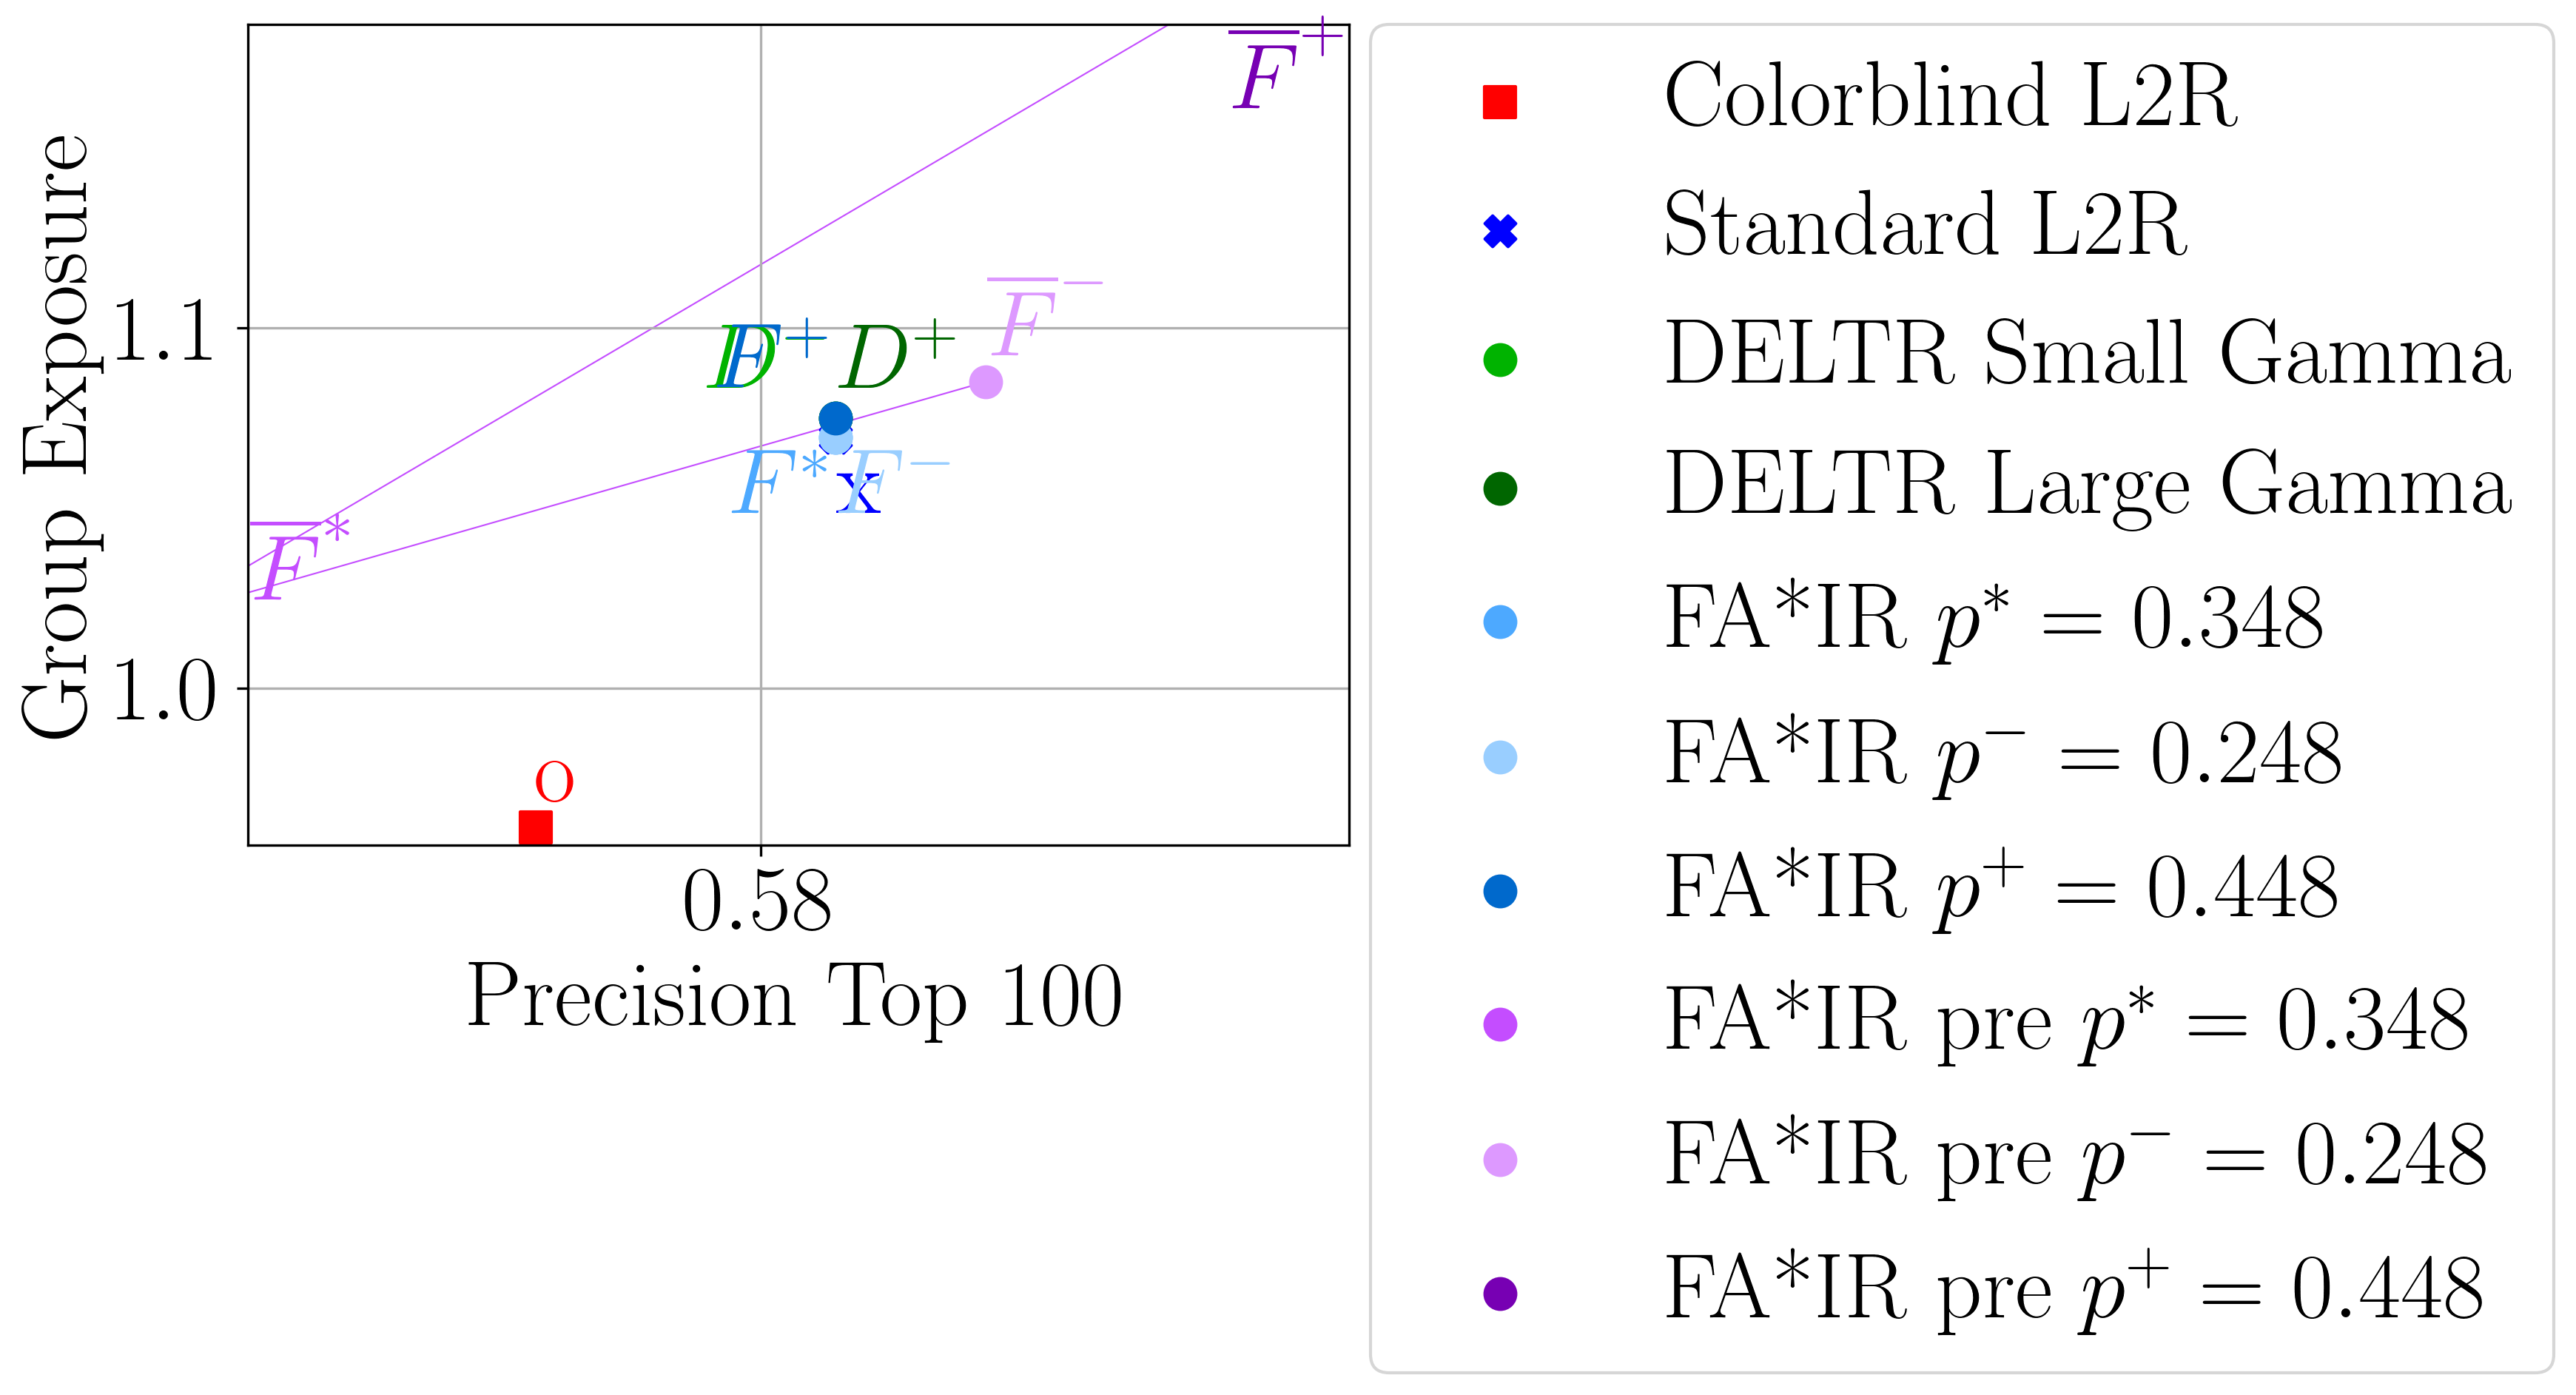 Group Exposure
1.1
1.0
0.58
Precision Top 100
F̅⁺
F̅⁻
D
F⁺
D⁺
F*
x
F⁻
F̅*
O
Colorblind L2R
Standard L2R
DELTR Small Gamma
DELTR Large Gamma
FA*IR p* = 0.348
FA*IR p⁻ = 0.248
FA*IR p⁺ = 0.448
FA*IR pre p* = 0.348
FA*IR pre p⁻ = 0.248
FA*IR pre p⁺ = 0.448